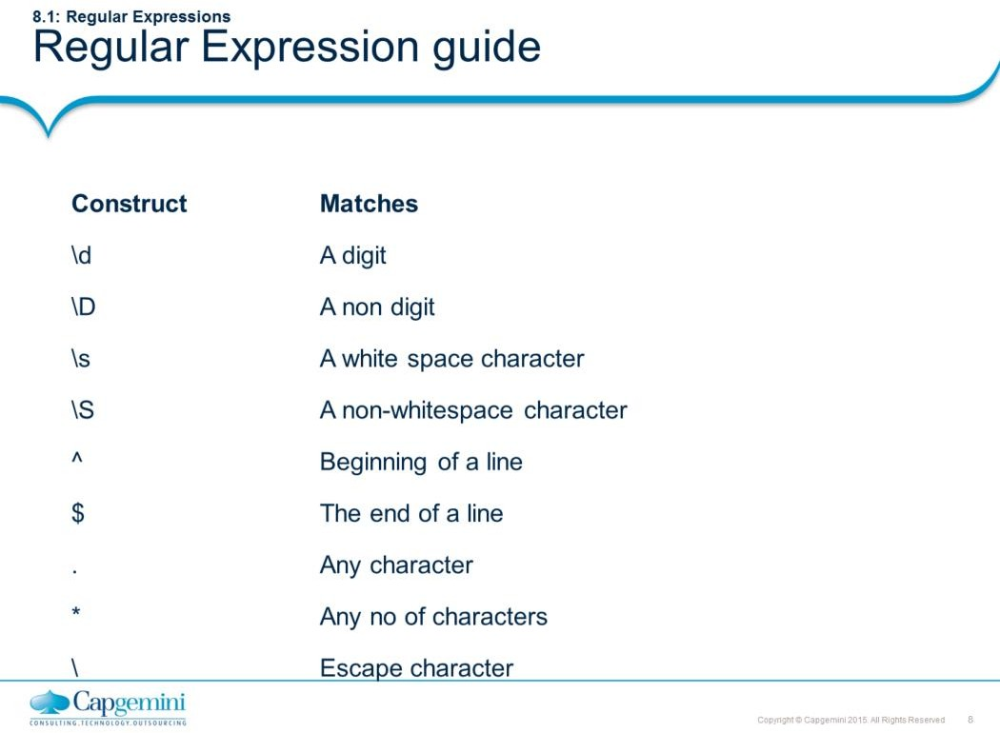 8.1: Regular Expressions
Regular Expression guide
Construct Matches
\d A digit
\D A non digit
\s A white space character
\S A non-whitespace character
^ Beginning of a line
$ The end of a line
. Any character
* Any no of characters
\ Escape character
Capgemini
CONSULTING.TECHNOLOGY.OUTSOURCING
Copyright © Capgemini 2015. All Rights Reserved 8